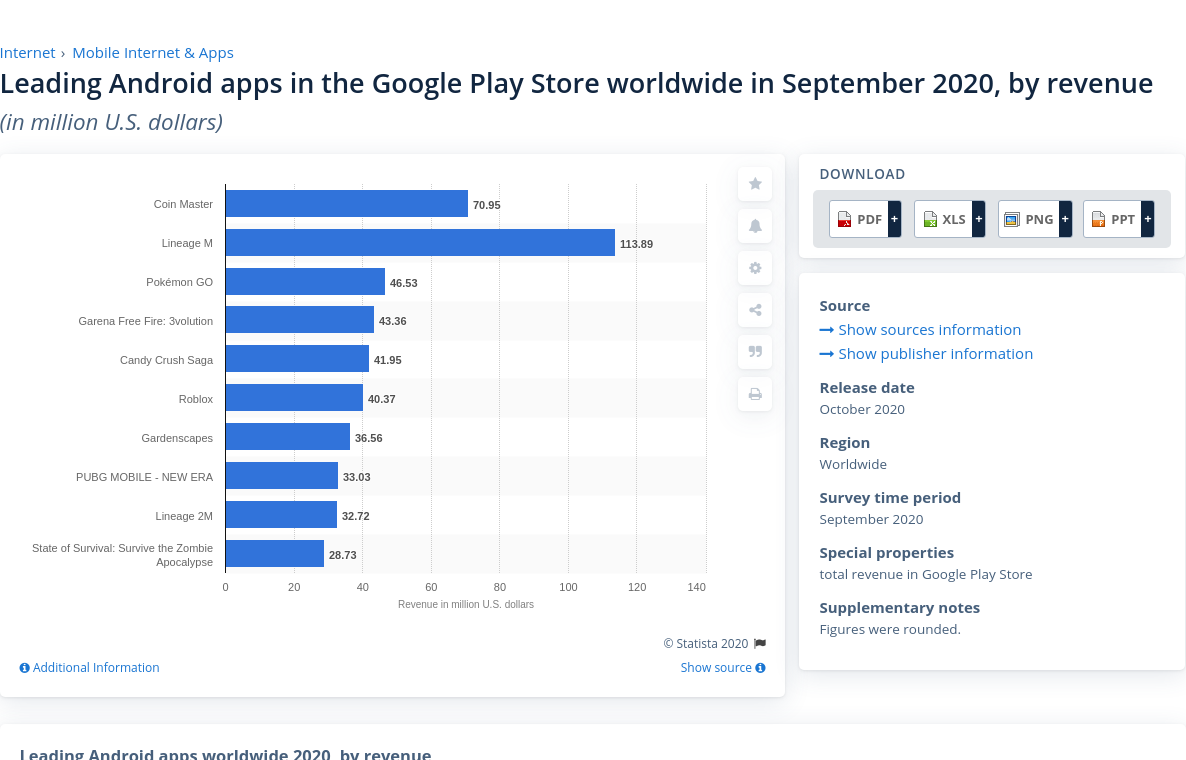 Internet › Mobile Internet & Apps
Leading Android apps in the Google Play Store worldwide in September 2020, by revenue
(in million U.S. dollars)
Coin Master 70.95
Lineage M 113.89
Pokémon GO 46.53
Garena Free Fire: 3volution 43.36
Candy Crush Saga 41.95
Roblox 40.37
Gardenscapes 36.56
PUBG MOBILE - NEW ERA 33.03
Lineage 2M 32.72
State of Survival: Survive the Zombie
Apocalypse 28.73
0 20 40 60 80 100 120 140
Revenue in million U.S. dollars
© Statista 2020
Additional Information Show source
DOWNLOAD
PDF + XLS + PNG + PPT +
Source
Show sources information
Show publisher information
Release date
October 2020
Region
Worldwide
Survey time period
September 2020
Special properties
total revenue in Google Play Store
Supplementary notes
Figures were rounded.
Leading Android apps worldwide 2020, by revenue